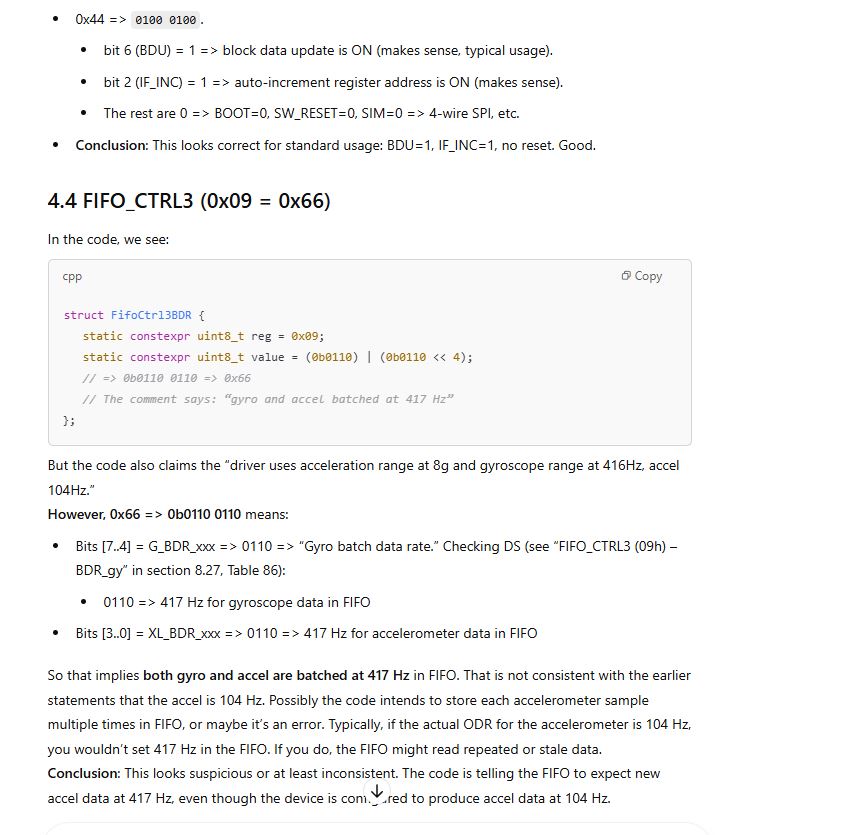 0x44 => 0100 0100 .
bit 6 (BDU) = 1 => block data update is ON (makes sense, typical usage).
bit 2 (IF_INC) = 1 => auto-increment register address is ON (makes sense).
The rest are 0 => BOOT=0, SW_RESET=0, SIM=0 => 4-wire SPI, etc.
Conclusion: This looks correct for standard usage: BDU=1, IF_INC=1, no reset. Good.
4.4 FIFO_CTRL3 (0x09 = 0x66)
In the code, we see:
cpp
Copy
struct FifoCtrl3BDR {
static constexpr uint8_t reg = 0x09;
static constexpr uint8_t value = (0b0110) | (0b0110 << 4);
// => 0b0110 0110 => 0x66
// The comment says: “gyro and accel batched at 417 Hz”
};
But the code also claims the “driver uses acceleration range at 8g and gyroscope range at 416Hz, accel
104Hz.”
However, 0x66 => 0b0110 0110 means:
Bits [7..4] = G_BDR_xxx => 0110 => “Gyro batch data rate.” Checking DS (see “FIFO_CTRL3 (09h) –
BDR_gy” in section 8.27, Table 86):
0110 => 417 Hz for gyroscope data in FIFO
Bits [3..0] = XL_BDR_xxx => 0110 => 417 Hz for accelerometer data in FIFO
So that implies both gyro and accel are batched at 417 Hz in FIFO. That is not consistent with the earlier
statements that the accel is 104 Hz. Possibly the code intends to store each accelerometer sample
multiple times in FIFO, or maybe it’s an error. Typically, if the actual ODR for the accelerometer is 104 Hz,
you wouldn’t set 417 Hz in the FIFO. If you do, the FIFO might read repeated or stale data.
Conclusion: This looks suspicious or at least inconsistent. The code is telling the FIFO to expect new
accel data at 417 Hz, even though the device is to produce accel data at 104 Hz.